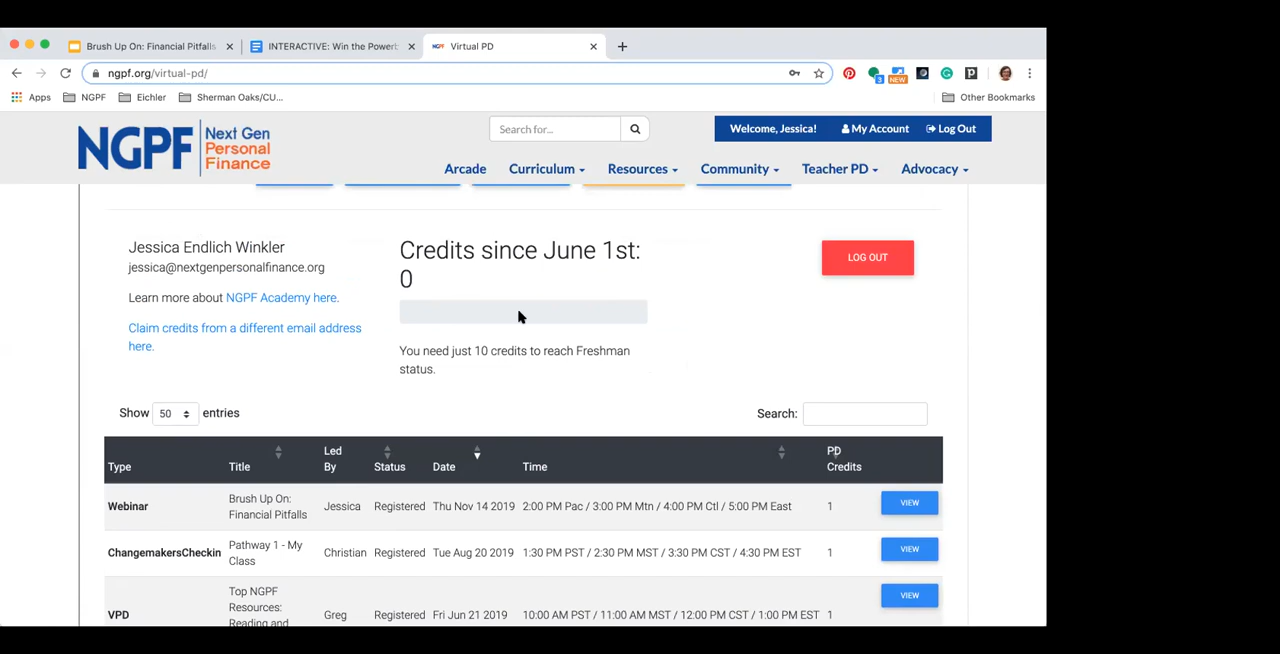 Brush Up On: Financial Pitfalls
INTERACTIVE: Win the Powerb
NGPF Virtual PD
ngpf.org/virtual-pd/
3
NEW
Apps NGPF Eichler Sherman Oaks/CU... Other Bookmarks
NGPF Next Gen
Personal
Finance
Search for...
Welcome, Jessica! My Account Log Out
Arcade Curriculum Resources Community Teacher PD Advocacy
Jessica Endlich Winkler
jessica@nextgenpersonalfinance.org
Learn more about NGPF Academy here.
Claim credits from a different email address
here.
Credits since June 1st:
0
You need just 10 credits to reach Freshman
status.
LOG OUT
Show 50 entries
Search:
Type Title Led By Status Date Time PD Credits
Webinar Brush Up On: Financial Pitfalls Jessica Registered Thu Nov 14 2019 2:00 PM Pac / 3:00 PM Mtn / 4:00 PM Ctl / 5:00 PM East 1 VIEW
ChangemakersCheckin Pathway 1 - My Class Christian Registered Tue Aug 20 2019 1:30 PM PST / 2:30 PM MST / 3:30 PM CST / 4:30 PM EST 1 VIEW
VPD Top NGPF Resources: Reading and Greg Registered Fri Jun 21 2019 10:00 AM PST / 11:00 AM MST / 12:00 PM CST / 1:00 PM EST 1 VIEW